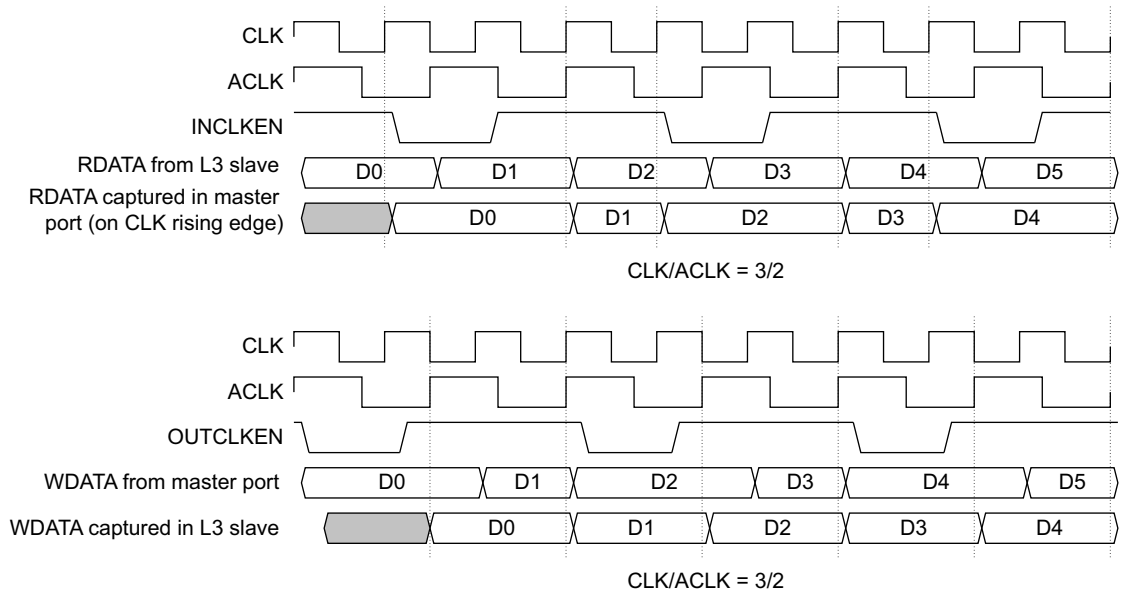 CLK
ACLK
INCLKEN
RDATA from L3 slave D0 D1 D2 D3 D4 D5
RDATA captured in master
port (on CLK rising edge) D0 D1 D2 D3 D4
CLK/ACLK = 3/2
CLK
ACLK
OUTCLKEN
WDATA from master port D0 D1 D2 D3 D4 D5
WDATA captured in L3 slave D0 D1 D2 D3 D4
CLK/ACLK = 3/2